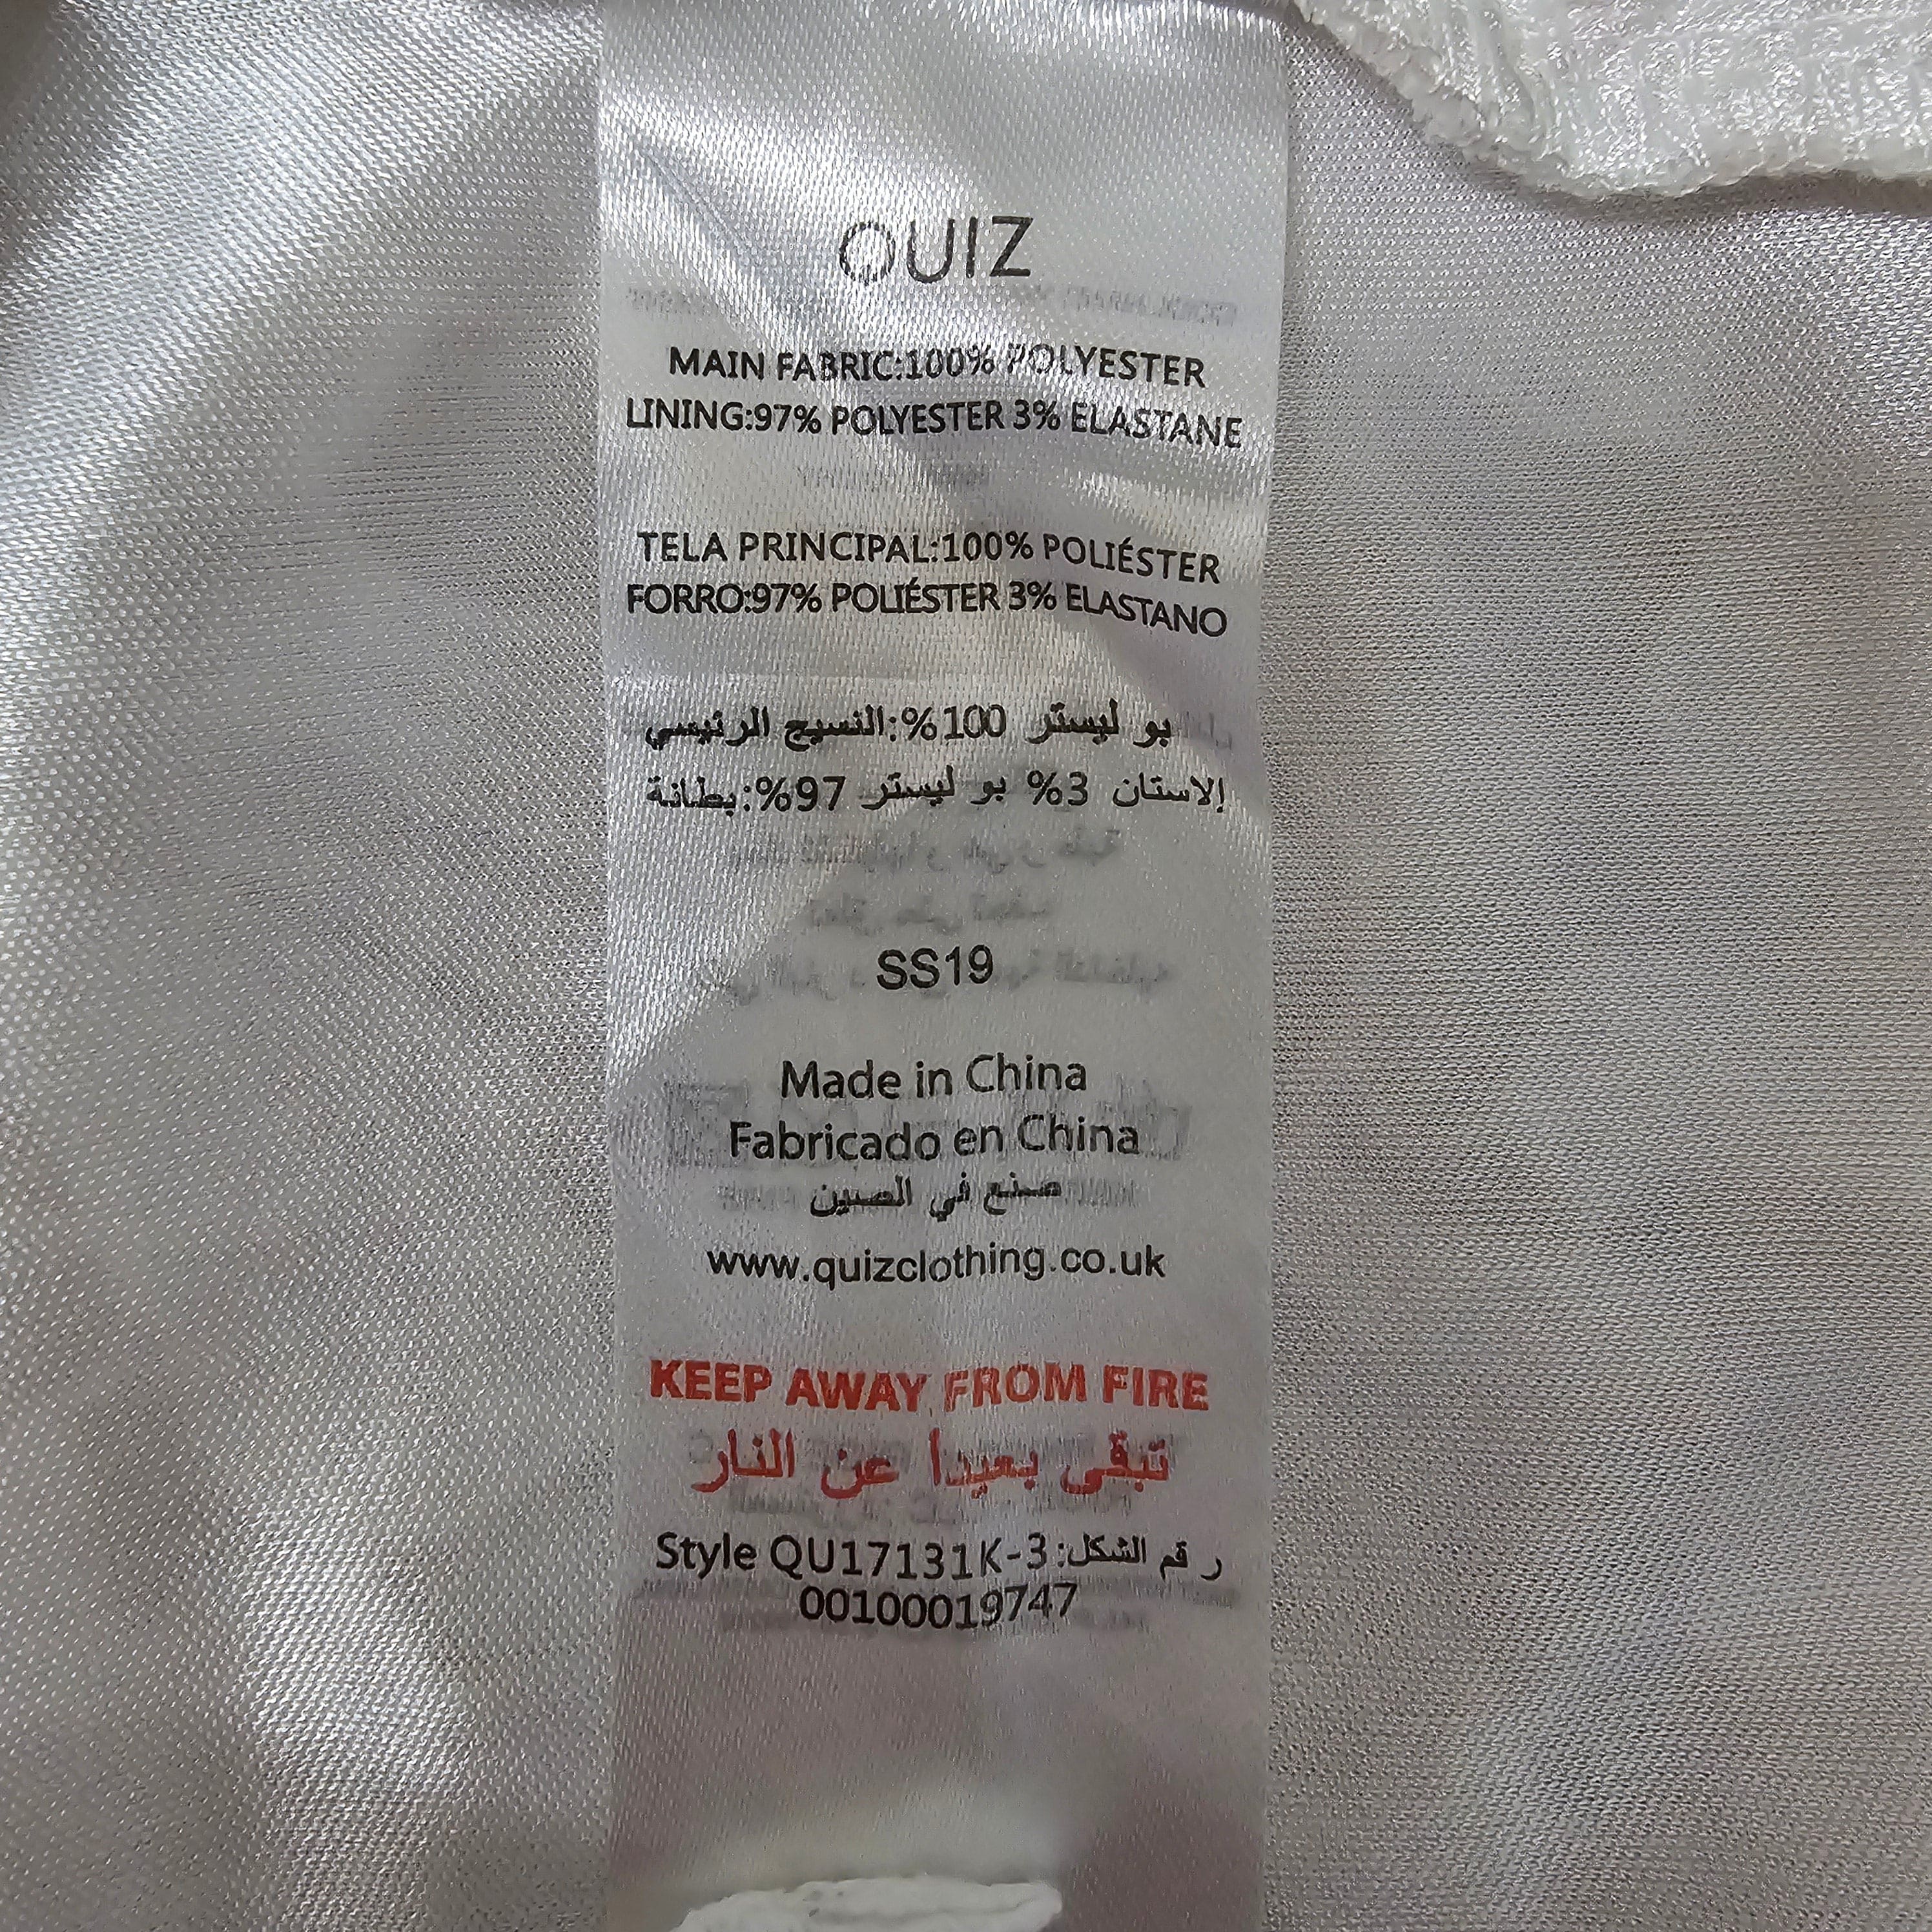 QUIZ
MAIN FABRIC:100% POLYESTER
LINING:97% POLYESTER 3% ELASTANE
TELA PRINCIPAL:100% POLIÉSTER
FORRO:97% POLIÉSTER 3% ELASTANO
بو ليستر 100%:النسيج الرئيسي
إلاستان 3% بو ليستر 97%:بطانة
SS19
Made in China
Fabricado en China
صنع في الصين
www.quizclothing.co.uk
KEEP AWAY FROM FIRE
تبقى بعيدا عن النار
Style QU17131K-3:رقم الشكل
00100019747